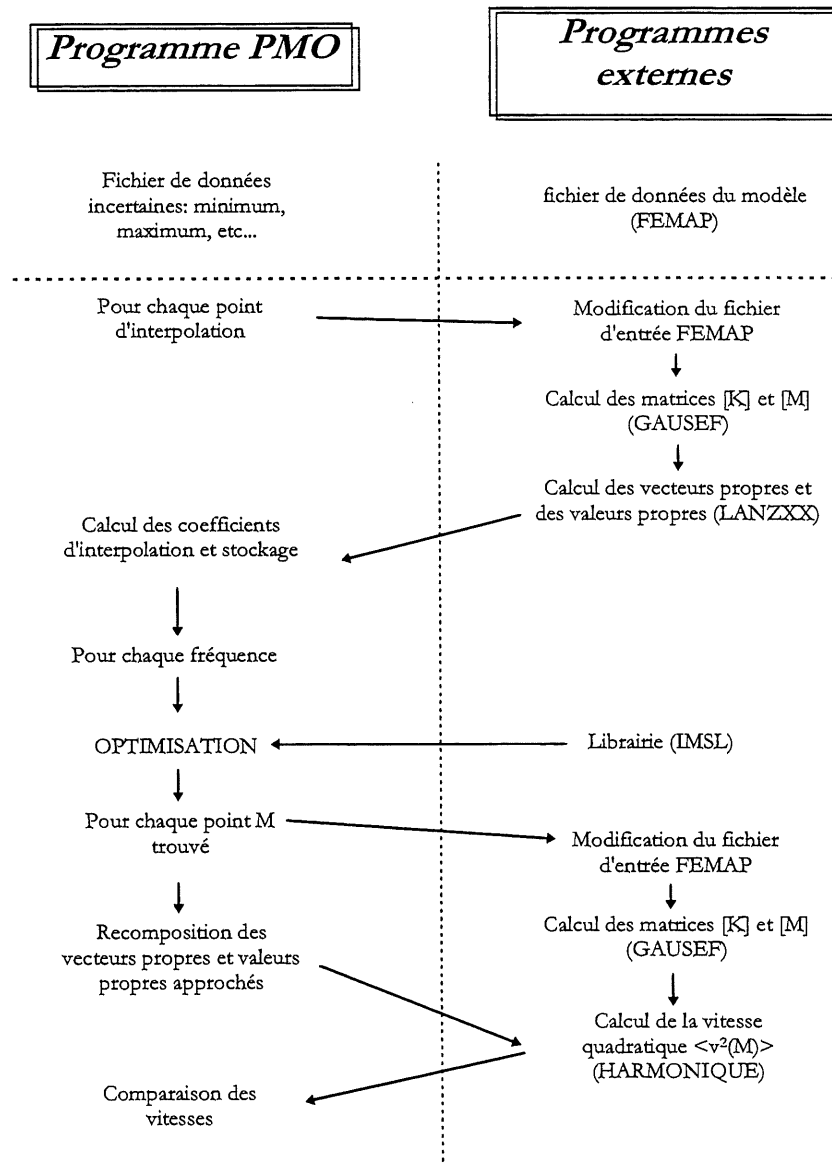 Programme PMO
Programmes
externes
Fichier de données
incertaines: minimum,
maximum, etc...
fichier de données du modèle
(FEMAP)
Pour chaque point
d'interpolation
Modification du fichier
d'entrée FEMAP
Calcul des matrices [K] et [M]
(GAUSEF)
Calcul des vecteurs propres et
des valeurs propres (LANZXX)
Calcul des coefficients
d'interpolation et stockage
Pour chaque fréquence
OPTIMISATION
Librairie (IMSL)
Pour chaque point M
trouvé
Modification du fichier
d'entrée FEMAP
Calcul des matrices [K] et [M]
(GAUSEF)
Recomposition des
vecteurs propres et valeurs
propres approchés
Calcul de la vitesse
quadratique <v²(M)>
(HARMONIQUE)
Comparaison des
vitesses